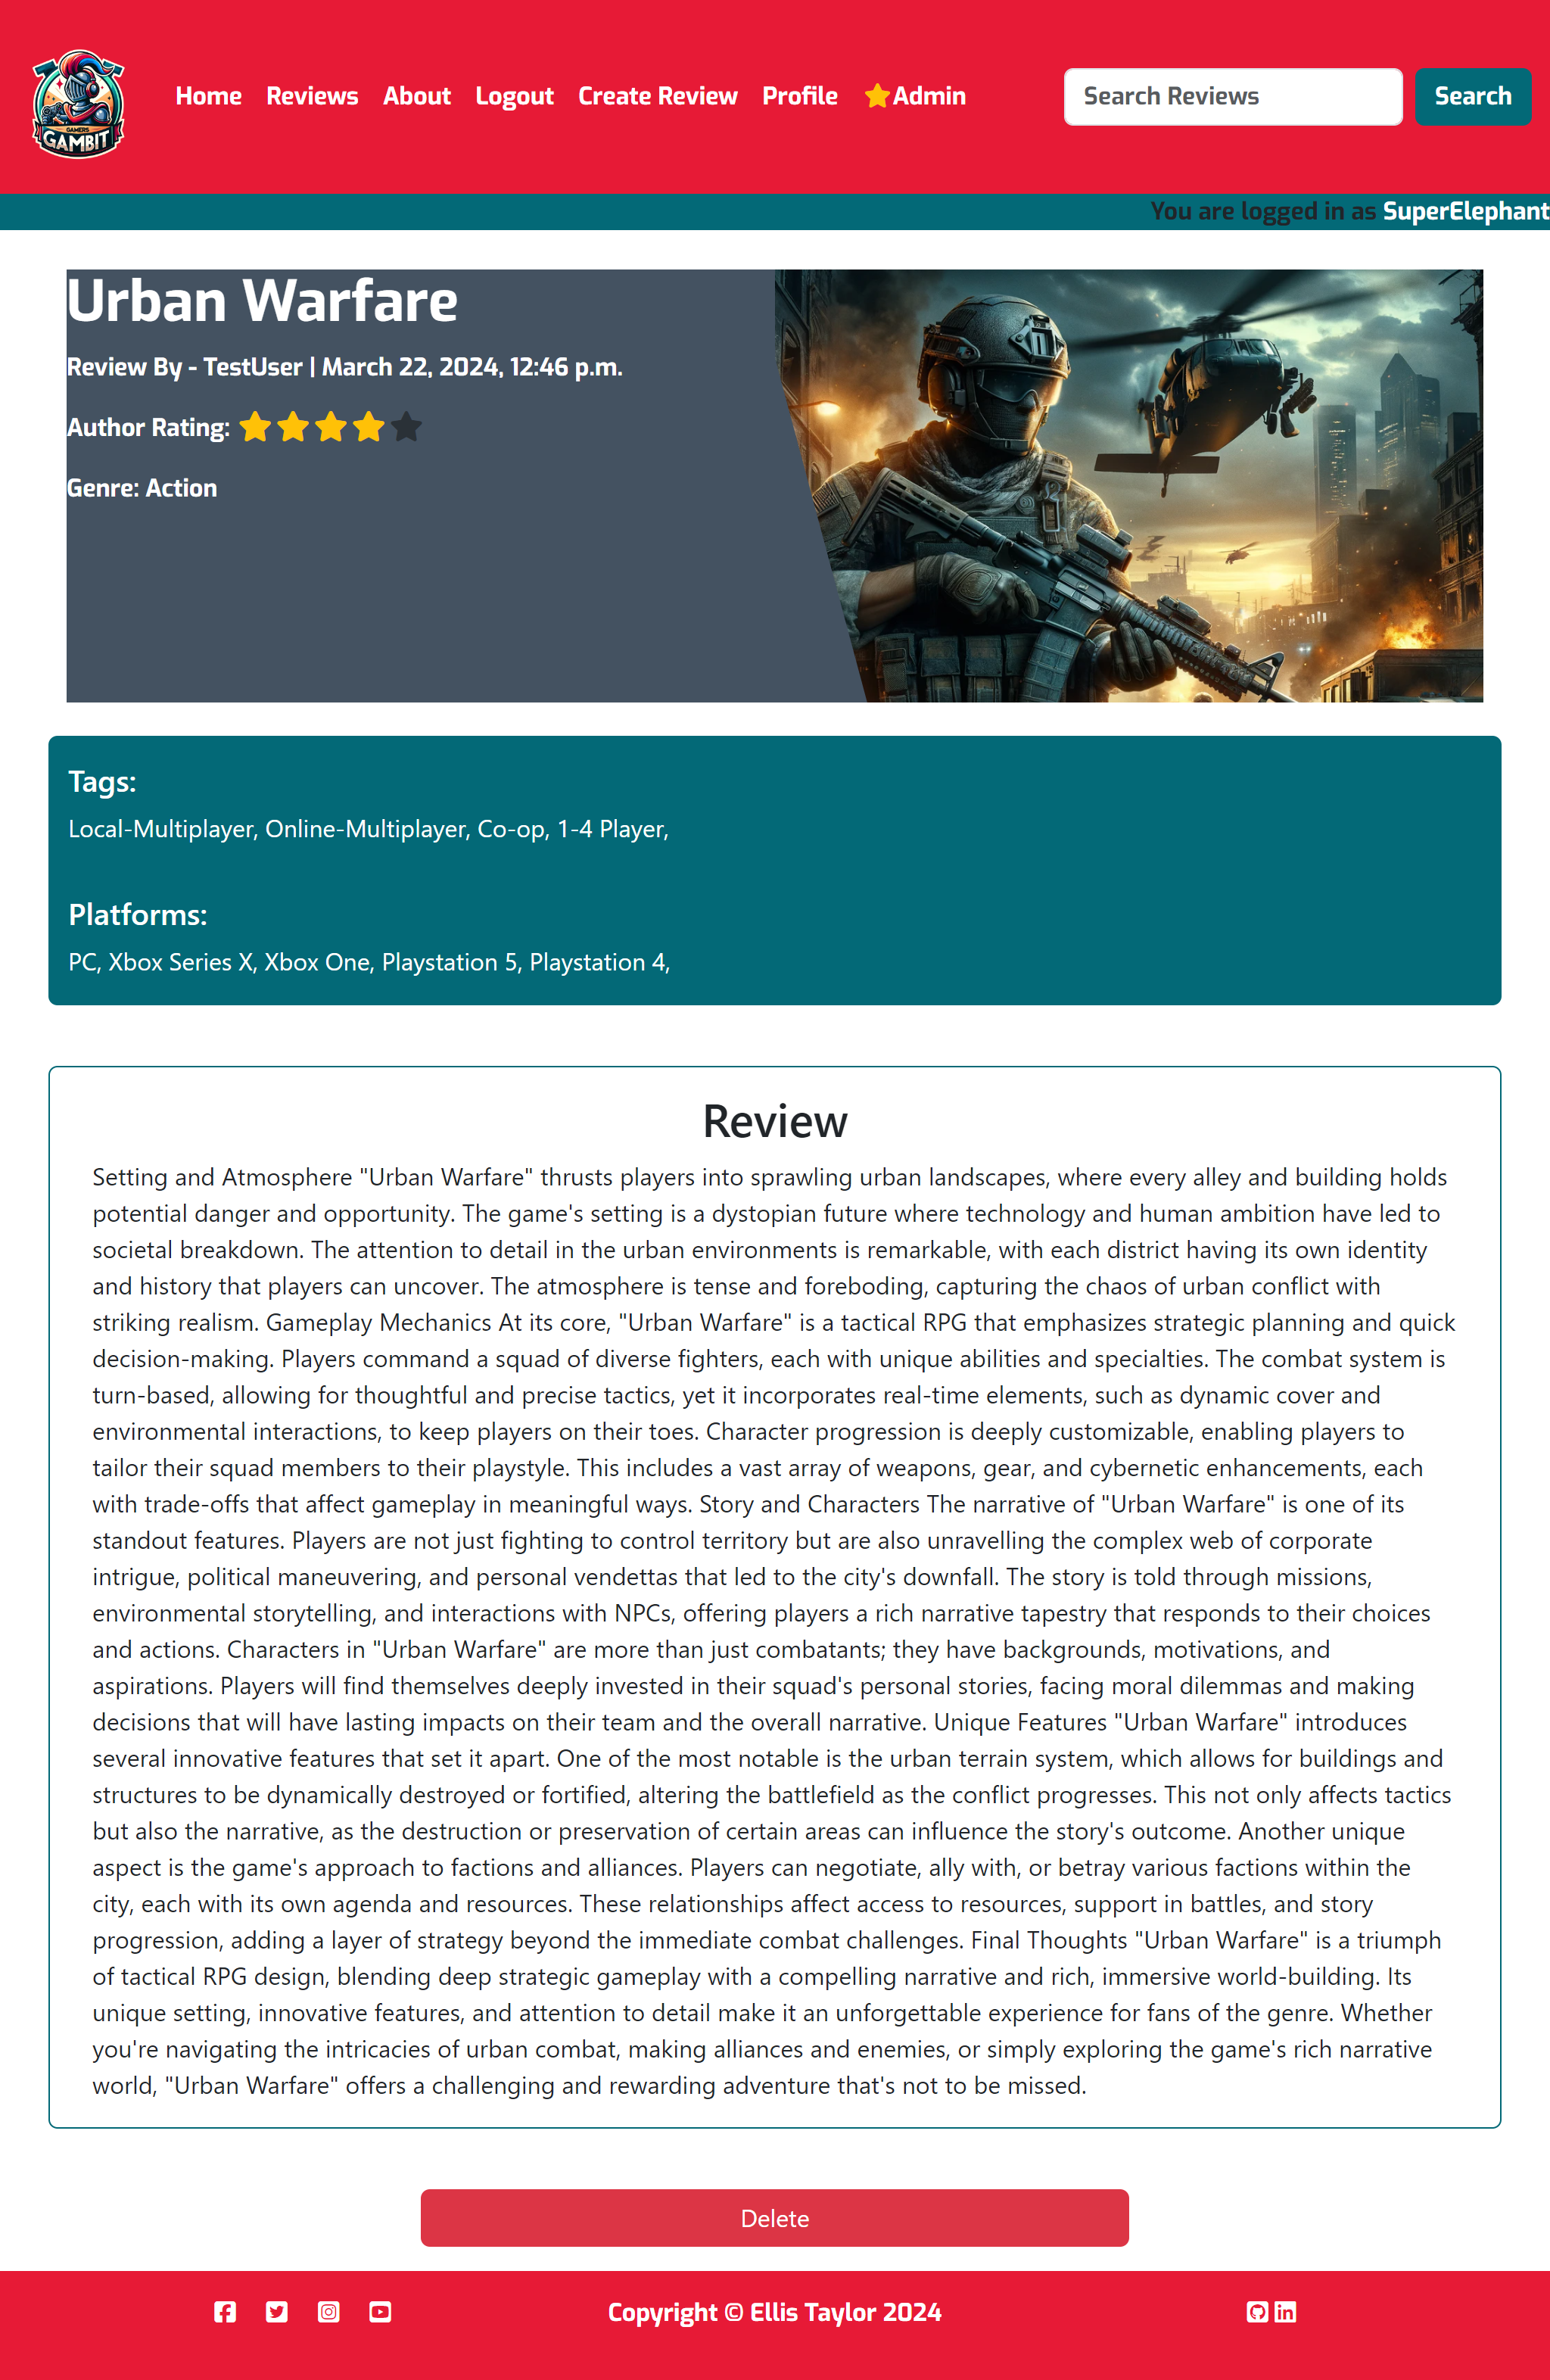 GAMERS
GAMBIT
Home Reviews About Logout Create Review Profile Admin Search Reviews Search
You are logged in as SuperElephant
Urban Warfare
Review By - TestUser | March 22, 2024, 12:46 p.m.
Author Rating:
Genre: Action
Tags:
Local-Multiplayer, Online-Multiplayer, Co-op, 1-4 Player,
Platforms:
PC, Xbox Series X, Xbox One, Playstation 5, Playstation 4,
Review
Setting and Atmosphere "Urban Warfare" thrusts players into sprawling urban landscapes, where every alley and building holds
potential danger and opportunity. The game's setting is a dystopian future where technology and human ambition have led to
societal breakdown. The attention to detail in the urban environments is remarkable, with each district having its own identity
and history that players can uncover. The atmosphere is tense and foreboding, capturing the chaos of urban conflict with
striking realism. Gameplay Mechanics At its core, "Urban Warfare" is a tactical RPG that emphasizes strategic planning and quick
decision-making. Players command a squad of diverse fighters, each with unique abilities and specialties. The combat system is
turn-based, allowing for thoughtful and precise tactics, yet it incorporates real-time elements, such as dynamic cover and
environmental interactions, to keep players on their toes. Character progression is deeply customizable, enabling players to
tailor their squad members to their playstyle. This includes a vast array of weapons, gear, and cybernetic enhancements, each
with trade-offs that affect gameplay in meaningful ways. Story and Characters The narrative of "Urban Warfare" is one of its
standout features. Players are not just fighting to control territory but are also unravelling the complex web of corporate
intrigue, political maneuvering, and personal vendettas that led to the city's downfall. The story is told through missions,
environmental storytelling, and interactions with NPCs, offering players a rich narrative tapestry that responds to their choices
and actions. Characters in "Urban Warfare" are more than just combatants; they have backgrounds, motivations, and
aspirations. Players will find themselves deeply invested in their squad's personal stories, facing moral dilemmas and making
decisions that will have lasting impacts on their team and the overall narrative. Unique Features "Urban Warfare" introduces
several innovative features that set it apart. One of the most notable is the urban terrain system, which allows for buildings and
structures to be dynamically destroyed or fortified, altering the battlefield as the conflict progresses. This not only affects tactics
but also the narrative, as the destruction or preservation of certain areas can influence the story's outcome. Another unique
aspect is the game's approach to factions and alliances. Players can negotiate, ally with, or betray various factions within the
city, each with its own agenda and resources. These relationships affect access to resources, support in battles, and story
progression, adding a layer of strategy beyond the immediate combat challenges. Final Thoughts "Urban Warfare" is a triumph
of tactical RPG design, blending deep strategic gameplay with a compelling narrative and rich, immersive world-building. Its
unique setting, innovative features, and attention to detail make it an unforgettable experience for fans of the genre. Whether
you're navigating the intricacies of urban combat, making alliances and enemies, or simply exploring the game's rich narrative
world, "Urban Warfare" offers a challenging and rewarding adventure that's not to be missed.
Delete
Copyright © Ellis Taylor 2024